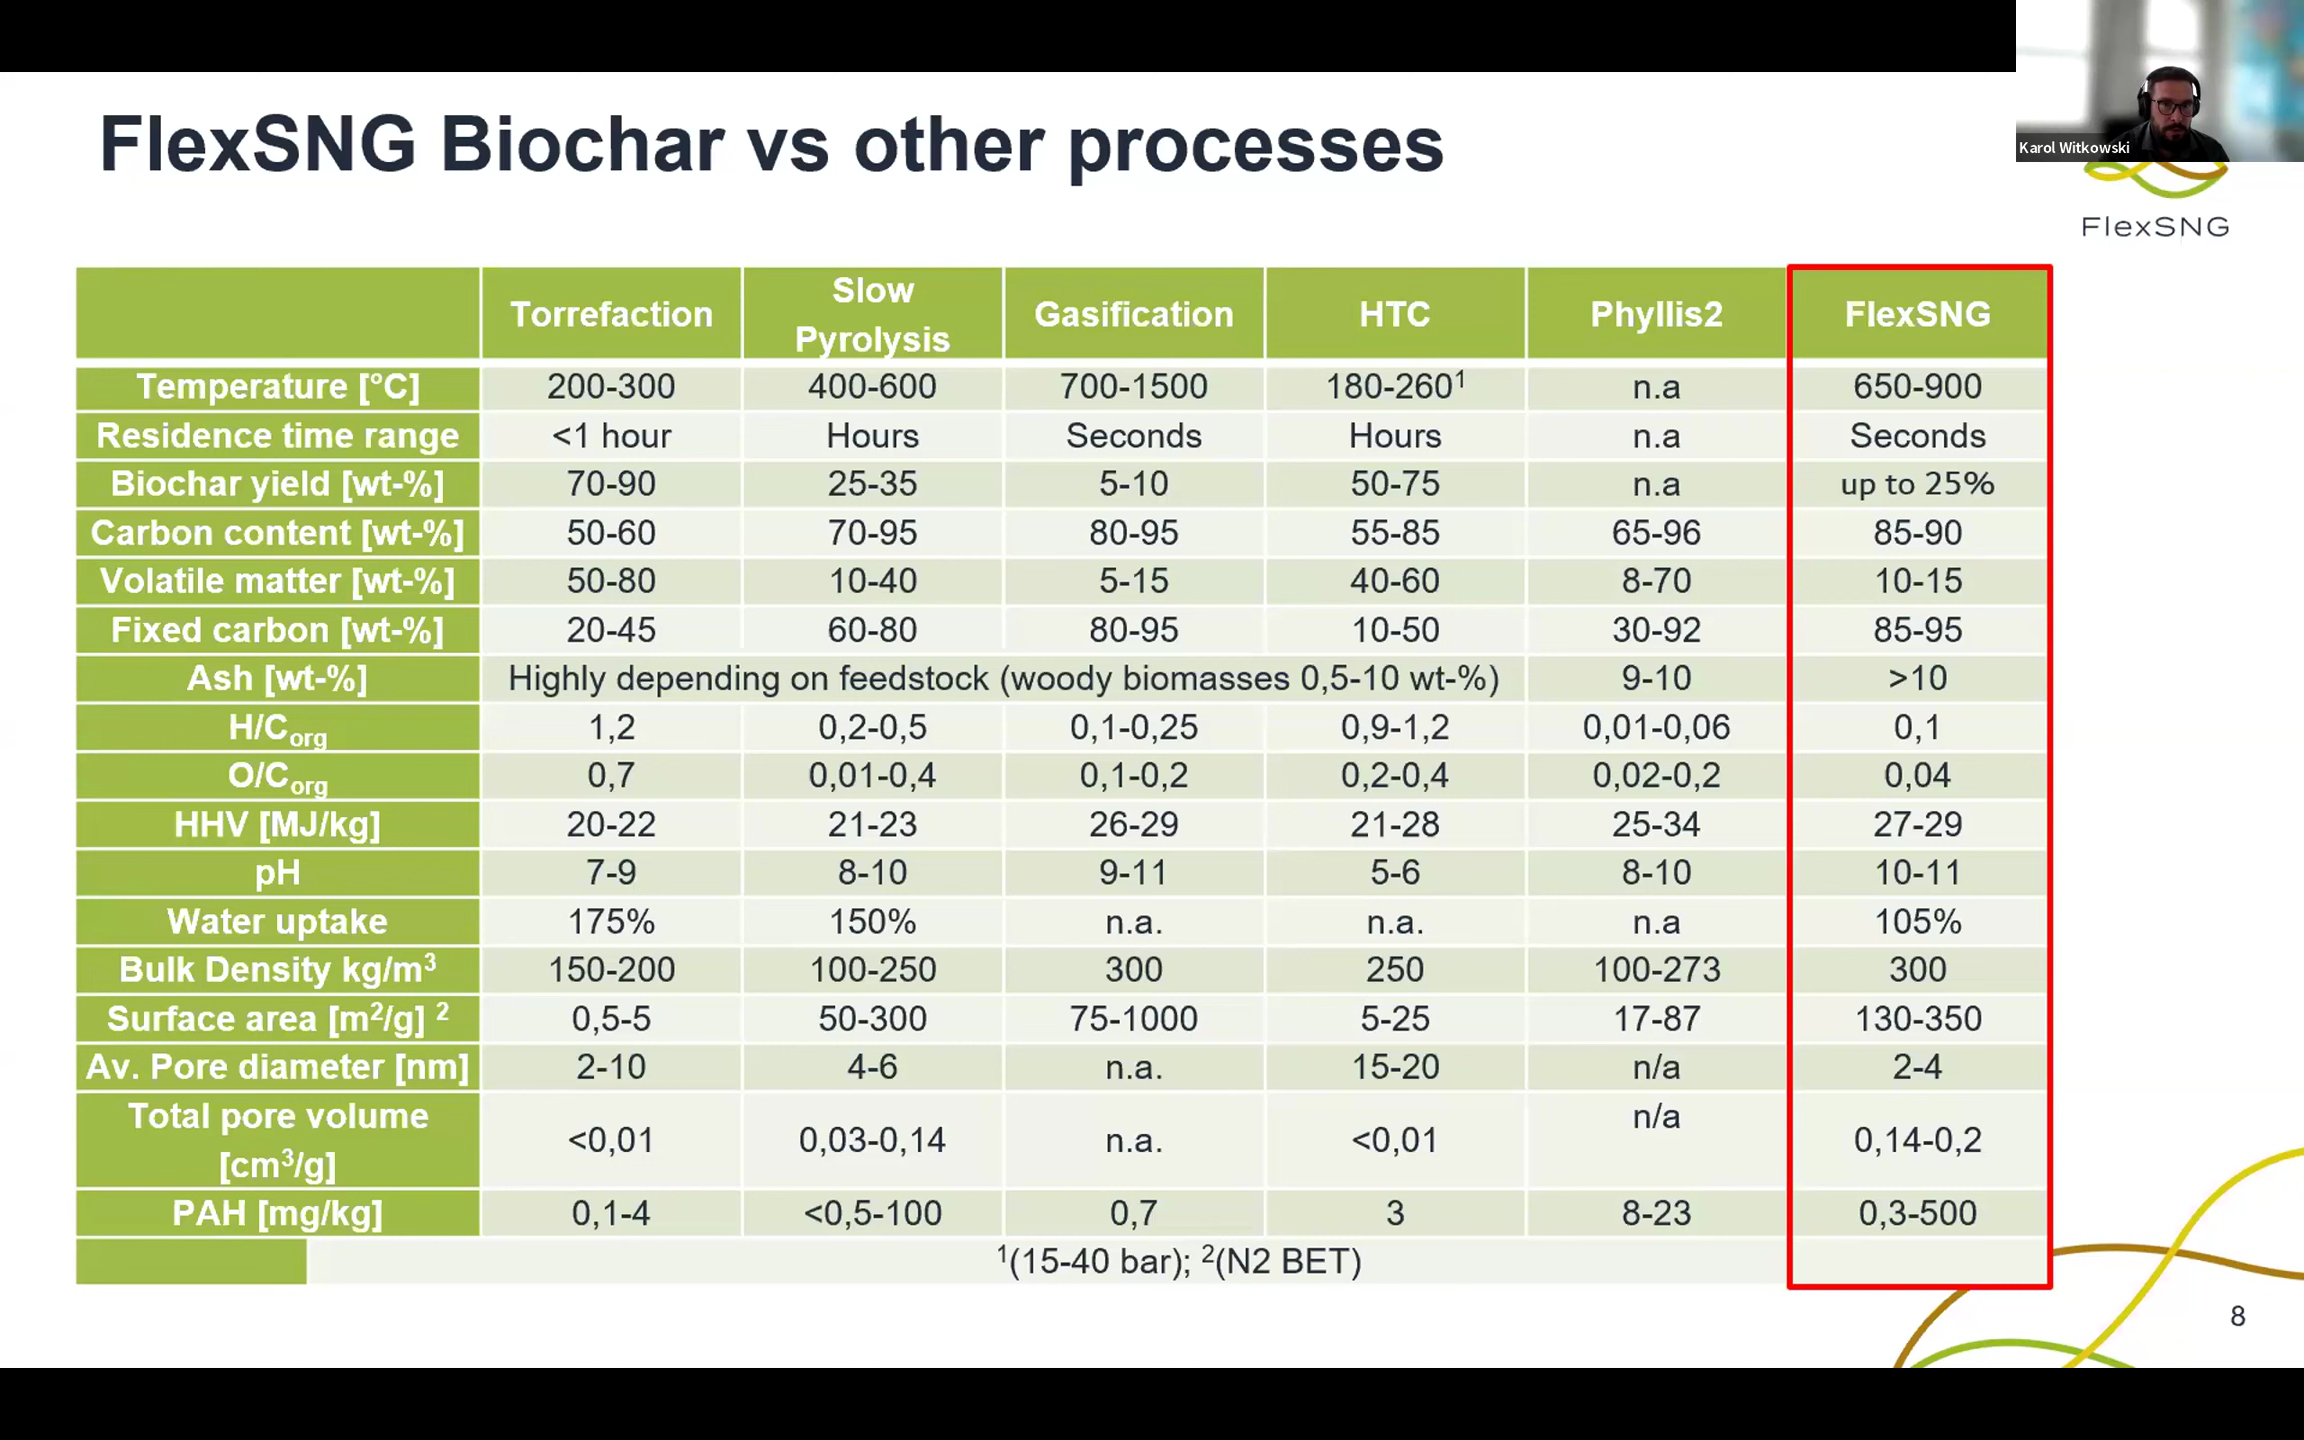 Karol Witkowski
FlexSNG Biochar vs other processes
FlexSNG
Torrefaction Slow Pyrolysis Gasification HTC Phyllis2 FlexSNG
Temperature [°C] 200-300 400-600 700-1500 180-260¹ n.a 650-900
Residence time range <1 hour Hours Seconds Hours n.a Seconds
Biochar yield [wt-%] 70-90 25-35 5-10 50-75 n.a up to 25%
Carbon content [wt-%] 50-60 70-95 80-95 55-85 65-96 85-90
Volatile matter [wt-%] 50-80 10-40 5-15 40-60 8-70 10-15
Fixed carbon [wt-%] 20-45 60-80 80-95 10-50 30-92 85-95
Ash [wt-%] Highly depending on feedstock (woody biomasses 0,5-10 wt-%) 9-10 >10
H/Corg 1,2 0,2-0,5 0,1-0,25 0,9-1,2 0,01-0,06 0,1
O/Corg 0,7 0,01-0,4 0,1-0,2 0,2-0,4 0,02-0,2 0,04
HHV [MJ/kg] 20-22 21-23 26-29 21-28 25-34 27-29
pH 7-9 8-10 9-11 5-6 8-10 10-11
Water uptake 175% 150% n.a. n.a. n.a 105%
Bulk Density kg/m³ 150-200 100-250 300 250 100-273 300
Surface area [m²/g] ² 0,5-5 50-300 75-1000 5-25 17-87 130-350
Av. Pore diameter [nm] 2-10 4-6 n.a. 15-20 n/a 2-4
Total pore volume [cm³/g] <0,01 0,03-0,14 n.a. <0,01 n/a 0,14-0,2
PAH [mg/kg] 0,1-4 <0,5-100 0,7 3 8-23 0,3-500
¹(15-40 bar); ²(N2 BET)
8